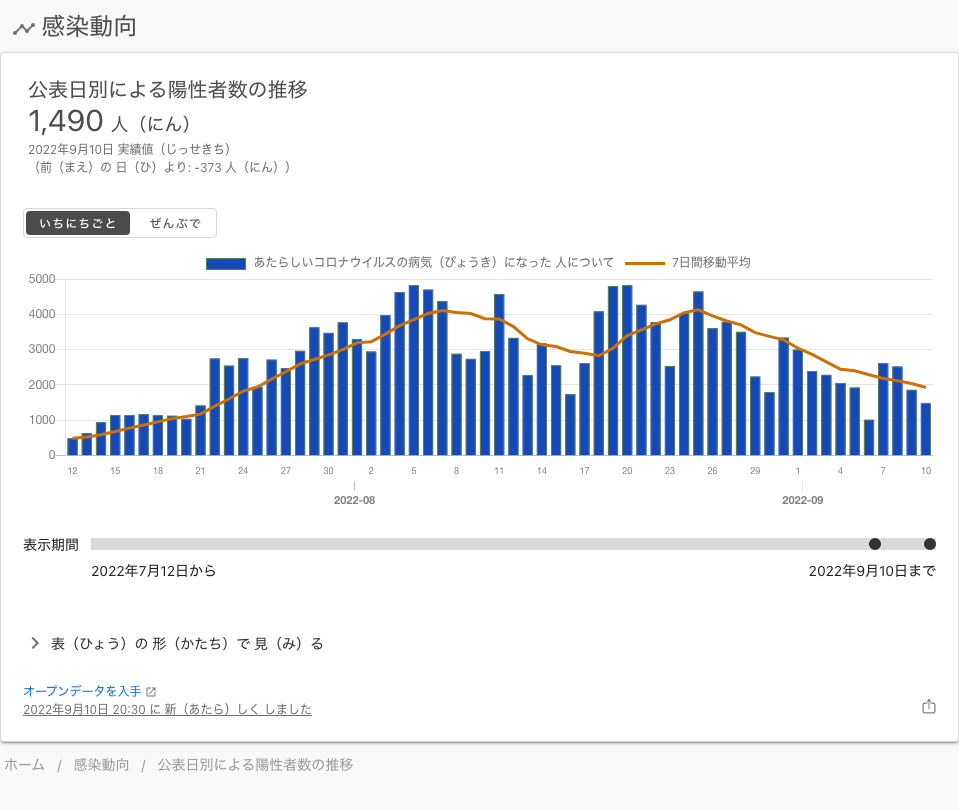 感染動向
公表日別による陽性者数の推移
1,490 人（にん）
2022年9月10日 実績値（じっせきち）
（前（まえ）の 日（ひ）より: -373 人（にん））
いちにちごと ぜんぶで
あたらしいコロナウイルスの病気（びょうき）になった 人について 7日間移動平均
5000
4000
3000
2000
1000
0
12 15 18 21 24 27 30 2 5 8 11 14 17 20 23 26 29 1 4 7 10
2022-08 2022-09
表示期間
2022年7月12日から 2022年9月10日まで
表（ひょう）の 形（かたち）で 見（み）る
オープンデータを入手
2022年9月10日 20:30 に 新（あたら）しく しました
ホーム / 感染動向 / 公表日別による陽性者数の推移